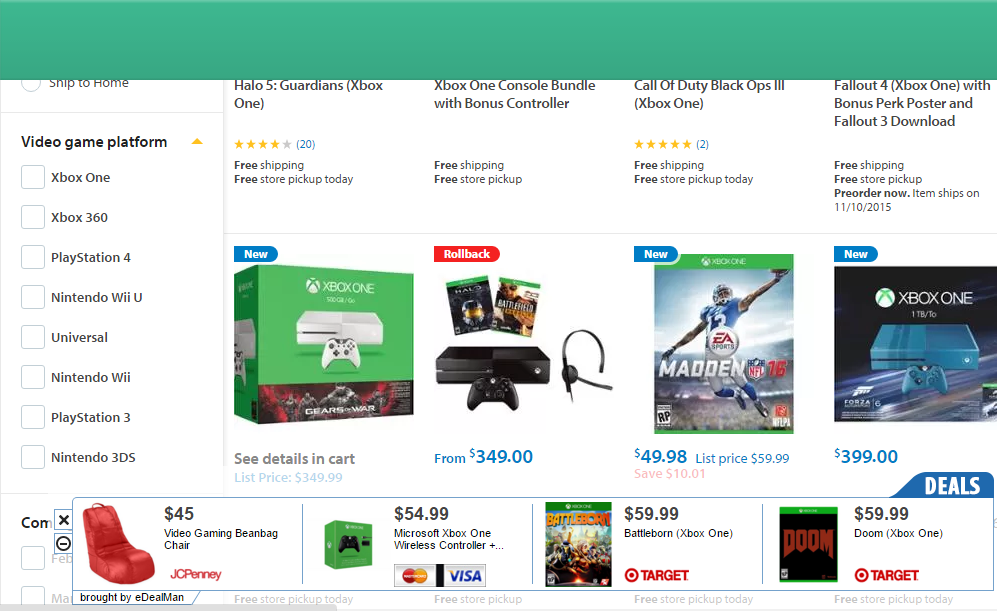 Ship to Home
Halo 5: Guardians (Xbox
One)
(20)
Free shipping
Free store pickup today
Xbox One Console Bundle
with Bonus Controller
Free shipping
Free store pickup
Call Of Duty Black Ops III
(Xbox One)
(2)
Free shipping
Free store pickup today
Fallout 4 (Xbox One) with
Bonus Perk Poster and
Fallout 3 Download
Free shipping
Free store pickup
Preorder now. Item ships on
11/10/2015
Video game platform
Xbox One
Xbox 360
PlayStation 4
Nintendo Wii U
Universal
Nintendo Wii
PlayStation 3
Nintendo 3DS
New
XBOX ONE
GEARS OF WAR
See details in cart
List Price: $349.99
Rollback
HALO
BATTLEFIELD
From $349.00
New
XBOX ONE
EA
SPORTS
MADDEN
NFL 16
RP
NFLPA
$49.98 List price $59.99
Save $10.01
New
XBOX ONE
1 TB/To
FORZA
6
$399.00
DEALS
Com
Feb
Ma
$45
Video Gaming Beanbag
Chair
JCPenney
$54.99
Microsoft Xbox One
Wireless Controller +...
MasterCard
VISA
BATTLEBORN
$59.99
Battleborn (Xbox One)
TARGET
DOOM
$59.99
Doom (Xbox One)
TARGET
brought by eDealMan
Free store pickup today
Free store pickup
Free store pickup today
Free store pickup today